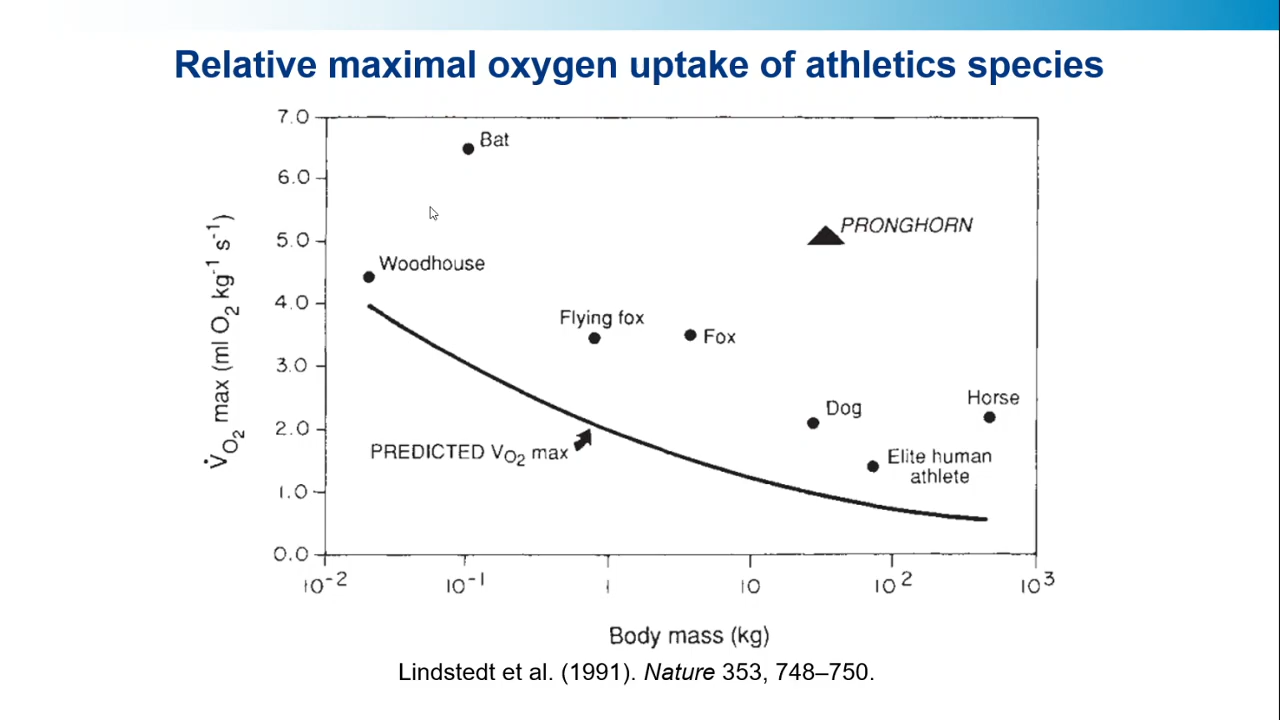 Relative maximal oxygen uptake of athletics species
7.0
6.0
5.0
4.0
3.0
2.0
1.0
0.0
V̇O2 max (ml O2 kg-1 s-1)
Bat
PRONGHORN
Woodhouse
Flying fox
Fox
Horse
Dog
PREDICTED VO2 max
Elite human
athlete
10-2
10-1
1
10
10 2
10 3
Body mass (kg)
Lindstedt et al. (1991). Nature 353, 748–750.